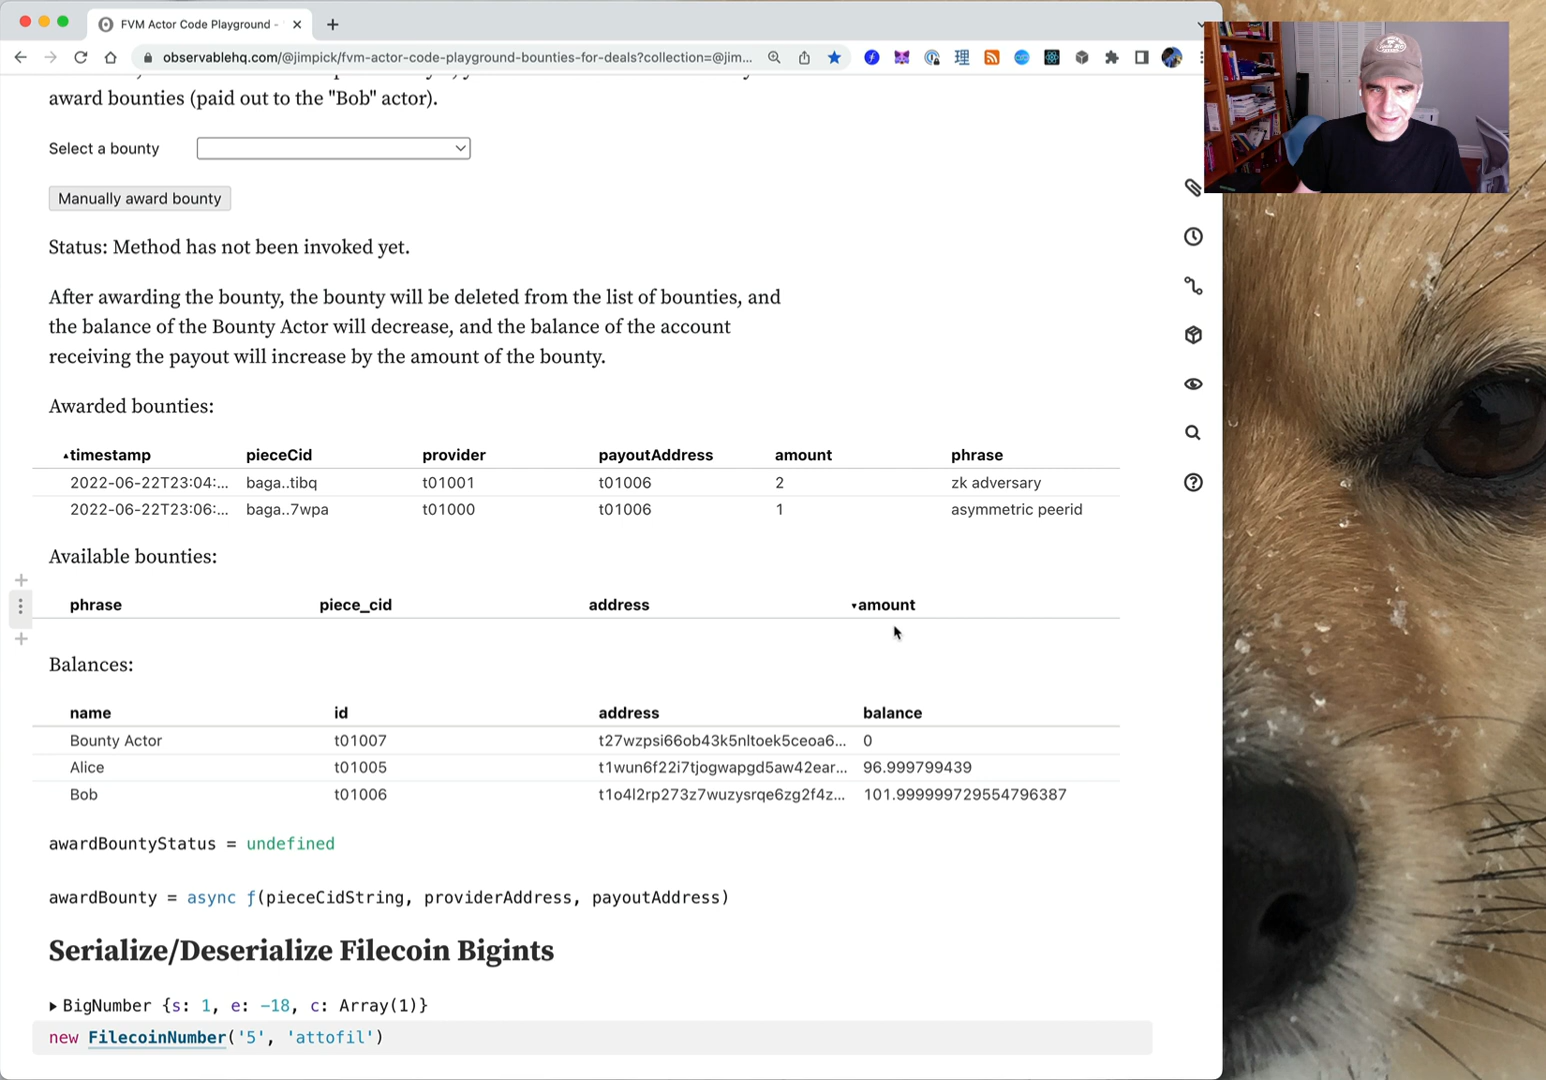 FVM Actor Code Playground -
observablehq.com/@jimpick/fvm-actor-code-playground-bounties-for-deals?collection=@jim...
award bounties (paid out to the "Bob" actor).
Select a bounty
Manually award bounty
Status: Method has not been invoked yet.
After awarding the bounty, the bounty will be deleted from the list of bounties, and
the balance of the Bounty Actor will decrease, and the balance of the account
receiving the payout will increase by the amount of the bounty.
Awarded bounties:
timestamp pieceCid provider payoutAddress amount phrase
2022-06-22T23:04:... baga..tibq t01001 t01006 2 zk adversary
2022-06-22T23:06:... baga..7wpa t01000 t01006 1 asymmetric peerid
Available bounties:
phrase piece_cid address amount
Balances:
name id address balance
Bounty Actor t01007 t27wzpsi66ob43k5nltoek5ceoa6... 0
Alice t01005 t1wun6f22i7tjogwapgd5aw42ear... 96.999799439
Bob t01006 t1o4l2rp273z7wuzysrqe6zg2f4z... 101.999999729554796387
awardBountyStatus = undefined
awardBounty = async ƒ(pieceCidString, providerAddress, payoutAddress)
Serialize/Deserialize Filecoin Bigints
BigNumber {s: 1, e: −18, c: Array(1)}
new FilecoinNumber('5', 'attofil')